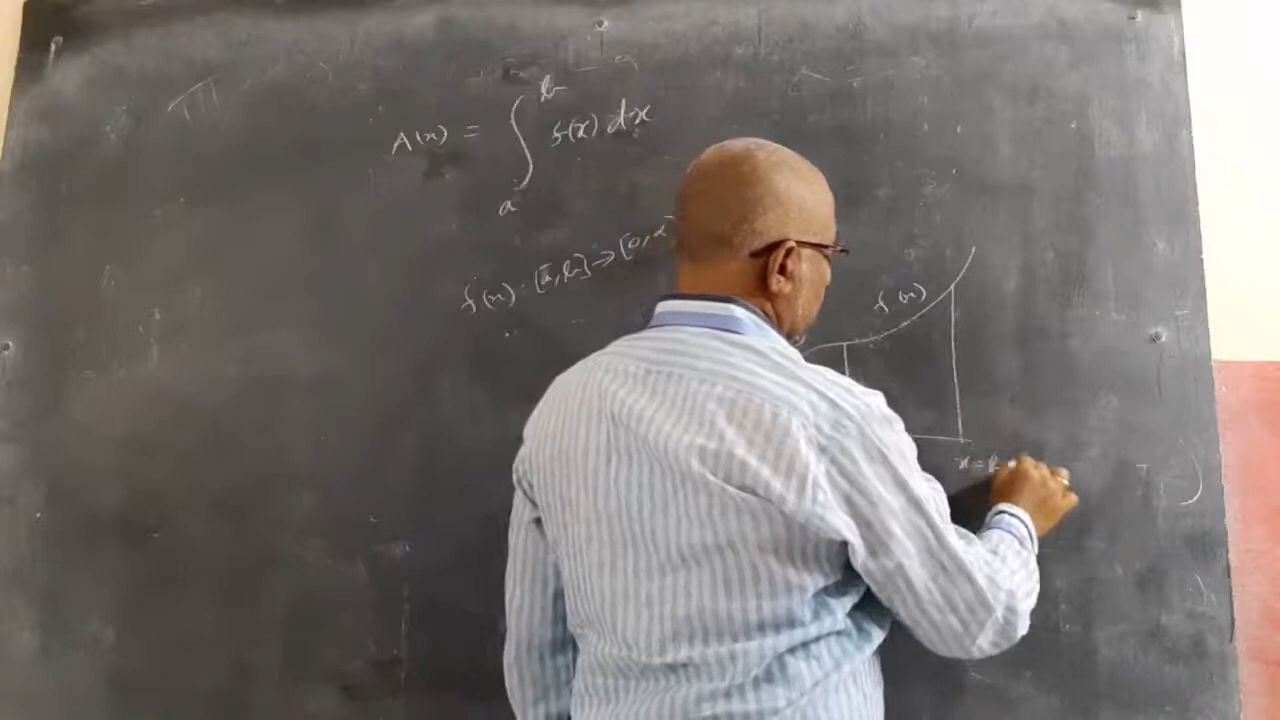 A(x) = ∫ₐᵇ f(x) dx
f(x) : [a, b] → [0, ∞
f(x)
x = b